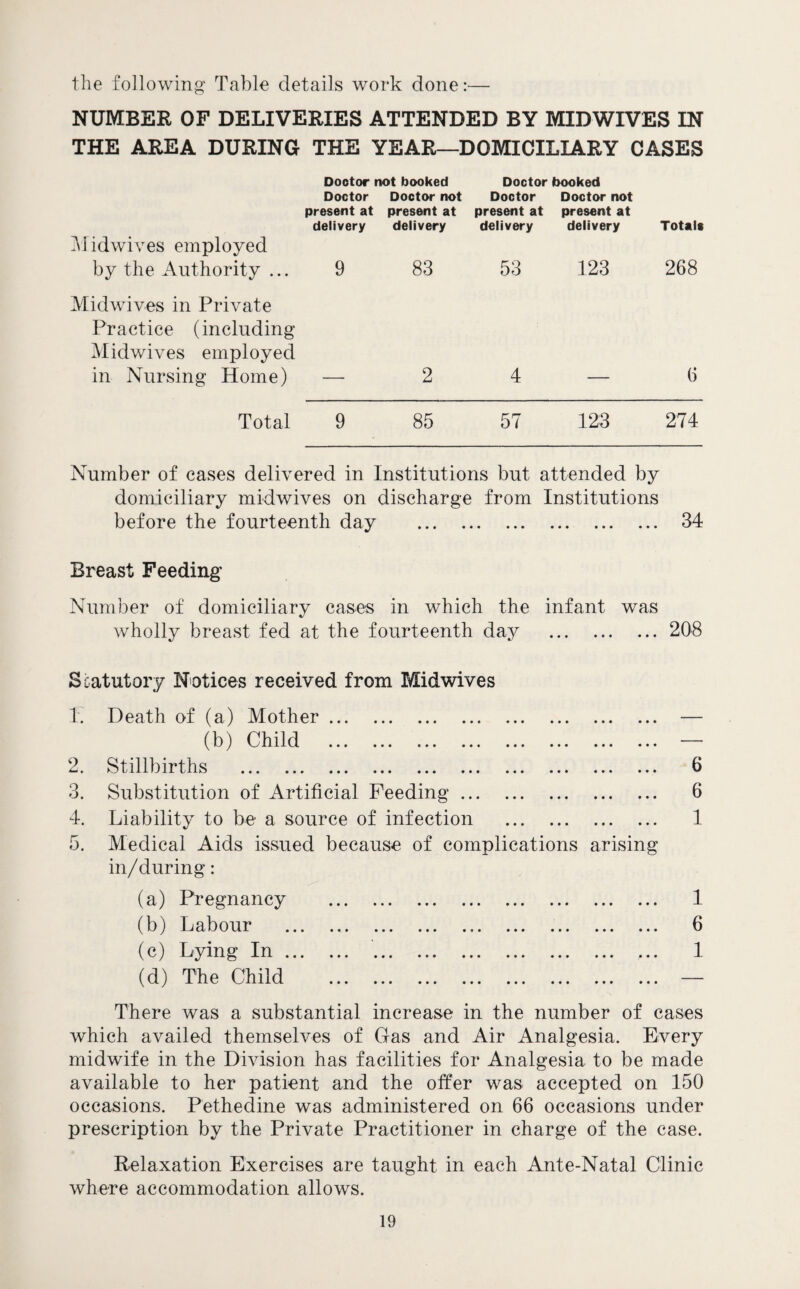 the following Table details work done:—
NUMBER OF DELIVERIES ATTENDED BY MIDWIVES IN
THE AREA DURING THE YEAR—DOMICILIARY CASES
Doctor not booked Doctor booked
Doctor Doctor not Doctor Doctor not
present at present at present at present at
delivery delivery delivery delivery Totals
Midwives employed
by the Authority ... 9 83 53 123 268
Midwives in Private
Practice (including
Midwives employed
in Nursing Home) — 2 4 — 6
Total 9 85 57 123 274
Number of cases delivered in Institutions but attended by
domiciliary midwives on discharge from Institutions
before the fourteenth day ... ... ... ... ... ... 34
Breast Feeding
Number of domiciliary cases in which the infant was
wholly breast fed at the fourteenth day ... ... ... 208
Statutory Notices received from Midwives
1. Death of (a) Mother ... ... ... ... ... ... ... ... —
(b) Child ... ... ... ... ... ... ... ... —
2. Stillbirths ... ... ... ... ... ... ... ... ... ... 6
3. Substitution of Artificial Feeding ... ... ... ... ... 6
4. Liability to be a source of infection ... ... ... ... 1
5. Medical Aids issued because of complications arising
in/during:
(a) Pregnancy ... ... ... ... ... ... ... ... 1
(b) Labour ... ... ... ... ... ... ... ... ... 6
(c) Lying In ... ... ... ... ... ... ... ... ... 1
(d) The Child ... ... ... ... ... ... ... ... —
There was a substantial increase in the number of cases
which availed themselves of Gas and Air Analgesia. Every
midwife in the Division has facilities for Analgesia to be made
available to her patient and the offer was accepted on 150
occasions. Pethedine was administered on 66 occasions under
prescription by the Private Practitioner in charge of the case.
Relaxation Exercises are taught in each Ante-Natal Clinic
where accommodation allows.
19